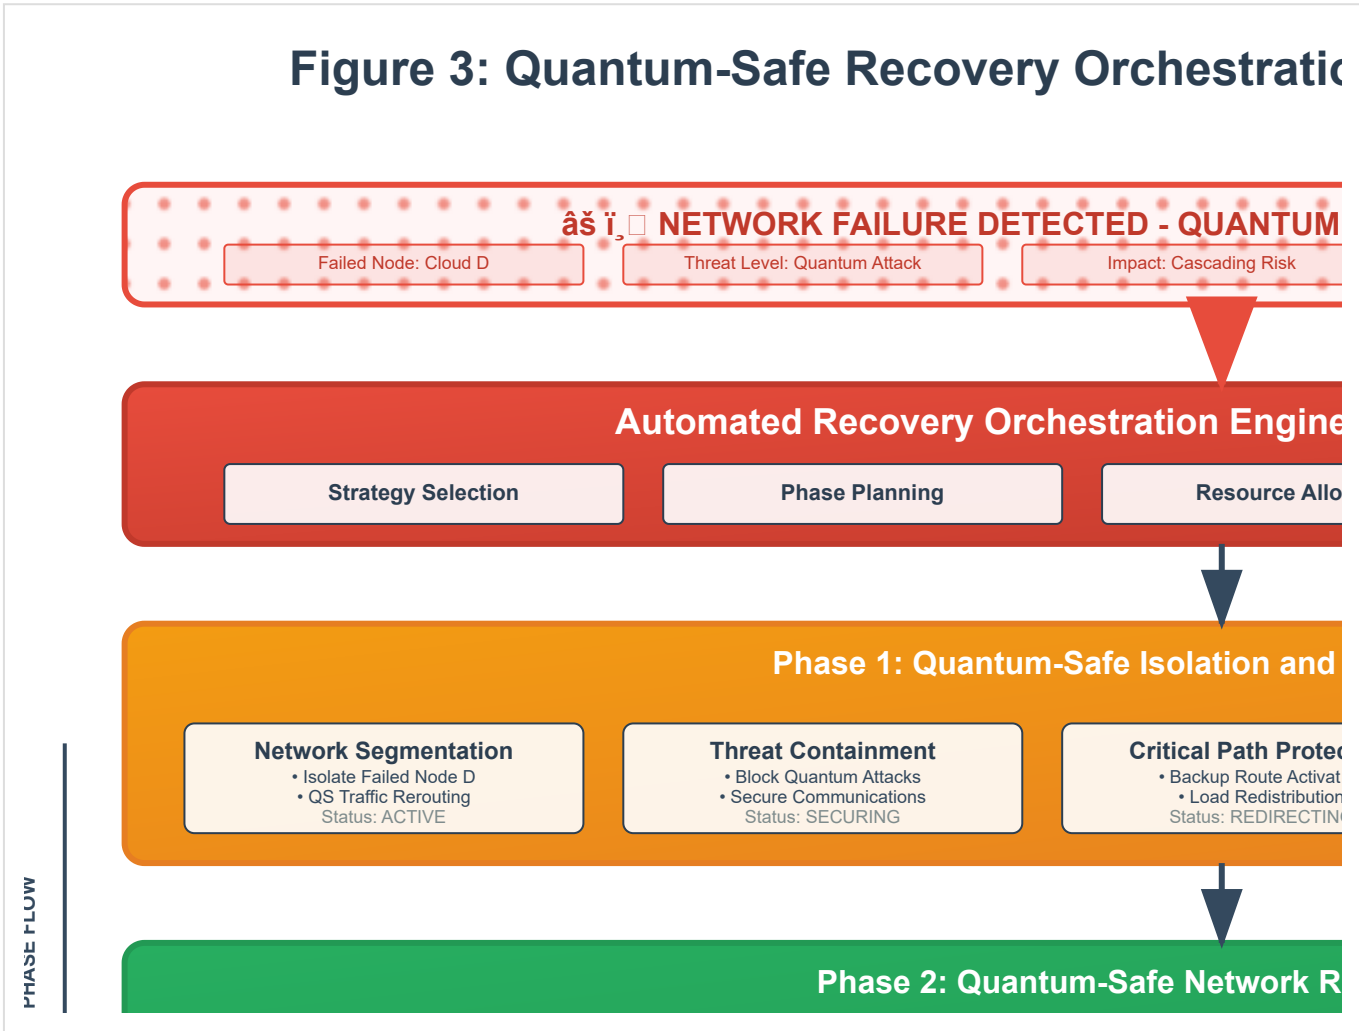 Figure 3: Quantum-Safe Recovery Orchestratio
âš ï¸ NETWORK FAILURE DETECTED - QUANTUM
Failed Node: Cloud D
Threat Level: Quantum Attack
Impact: Cascading Risk
Automated Recovery Orchestration Engine
Strategy Selection
Phase Planning
Resource Allo
Phase 1: Quantum-Safe Isolation and
Network Segmentation
• Isolate Failed Node D
• QS Traffic Rerouting
Status: ACTIVE
Threat Containment
• Block Quantum Attacks
• Secure Communications
Status: SECURING
Critical Path Protec
• Backup Route Activat
• Load Redistribution
Status: REDIRECTING
PHASE FLOW
Phase 2: Quantum-Safe Network R